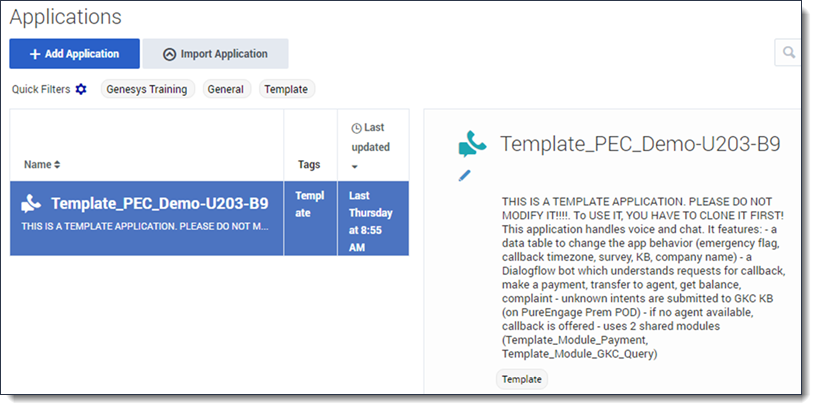 Applications
+ Add Application
Import Application
Quick Filters
Genesys Training
General
Template
Name
Tags
Last
updated
Template_PEC_Demo-U203-B9
THIS IS A TEMPLATE APPLICATION. PLEASE DO NOT M...
Templ
ate
Last
Thursday
at 8:55
AM
Template_PEC_Demo-U203-B9
THIS IS A TEMPLATE APPLICATION. PLEASE DO NOT
MODIFY IT!!!!. To USE IT, YOU HAVE TO CLONE IT FIRST!
This application handles voice and chat. It features: - a
data table to change the app behavior (emergency flag,
callback timezone, survey, KB, company name) - a
Dialogflow bot which understands requests for callback,
make a payment, transfer to agent, get balance,
complaint - unknown intents are submitted to GKC KB
(on PureEngage Prem POD) - if no agent available,
callback is offered - uses 2 shared modules
(Template_Module_Payment,
Template_Module_GKC_Query)
Template